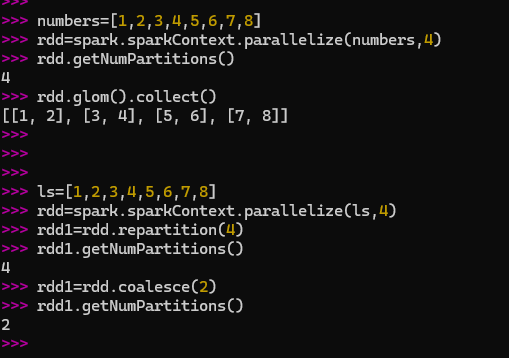 >>>
>>> numbers=[1,2,3,4,5,6,7,8]
>>> rdd=spark.sparkContext.parallelize(numbers,4)
>>> rdd.getNumPartitions()
4
>>> rdd.glom().collect()
[[1, 2], [3, 4], [5, 6], [7, 8]]
>>>
>>>
>>>
>>> ls=[1,2,3,4,5,6,7,8]
>>> rdd=spark.sparkContext.parallelize(ls,4)
>>> rdd1=rdd.repartition(4)
>>> rdd1.getNumPartitions()
4
>>> rdd1=rdd.coalesce(2)
>>> rdd1.getNumPartitions()
2
>>>